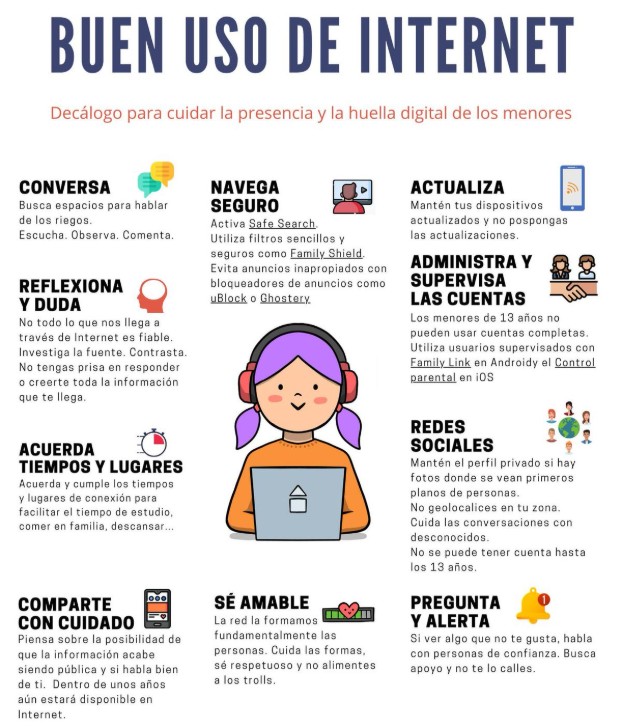 BUEN USO DE INTERNET
Decálogo para cuidar la presencia y la huella digital de los menores
CONVERSA
Busca espacios para hablar
de los riegos.
Escucha. Observa. Comenta.
REFLEXIONA
Y DUDA
No todo lo que nos llega a
través de Internet es fiable.
Investiga la fuente. Contrasta.
No tengas prisa en responder
o creerte toda la información
que te llega.
ACUERDA
TIEMPOS Y LUGARES
Acuerda y cumple los tiempos
y lugares de conexión para
facilitar el tiempo de estudio,
comer en familia, descansar...
COMPARTE
CON CUIDADO
Piensa sobre la posibilidad de
que la información acabe
siendo pública y si habla bien
de ti. Dentro de unos años
aún estará disponible en
Internet.
NAVEGA
SEGURO
Activa Safe Search.
Utiliza filtros sencillos y
seguros como Family Shield.
Evita anuncios inapropiados con
bloqueadores de anuncios como
uBlock o Ghostery
SÉ AMABLE
La red la formamos
fundamentalmente las
personas. Cuida las formas,
sé respetuoso y no alimentes
a los trolls.
ACTUALIZA
Mantén tus dispositivos
actualizados y no pospongas
las actualizaciones.
ADMINISTRA Y
SUPERVISA
LAS CUENTAS
Los menores de 13 años no
pueden usar cuentas completas.
Utiliza usuarios supervisados con
Family Link en Androidy el Control
parental en iOS
REDES
SOCIALES
Mantén el perfil privado si hay
fotos donde se vean primeros
planos de personas.
No geolocalices en tu zona.
Cuida las conversaciones con
desconocidos.
No se puede tener cuenta hasta
los 13 años.
PREGUNTA
Y ALERTA
1
Si ver algo que no te gusta, habla
con personas de confianza. Busca
apoyo y no te lo calles.